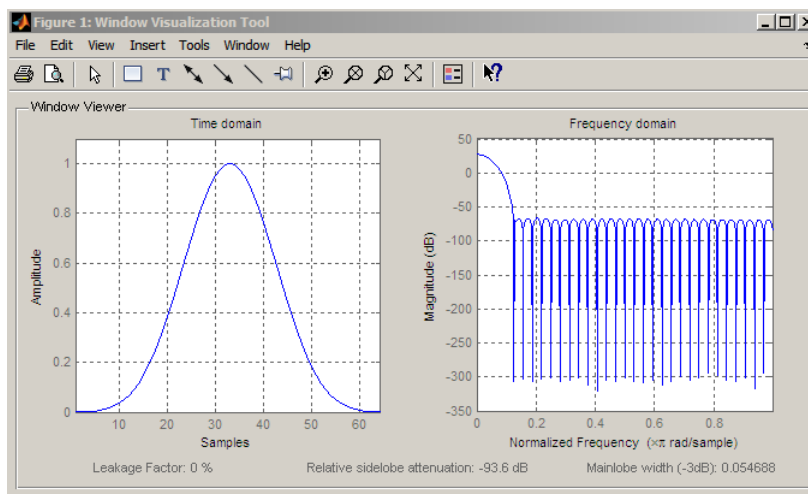 Figure 1: Window Visualization Tool
File Edit View Insert Tools Window Help
T
?
Window Viewer
Time domain
1
0.8
0.6
0.4
0.2
0
10 20 30 40 50 60
Amplitude
Samples
Frequency domain
50
0
-50
-100
-150
-200
-250
-300
-350
0 0.2 0.4 0.6 0.8
Magnitude (dB)
Normalized Frequency (×π rad/sample)
Leakage Factor: 0 % Relative sidelobe attenuation: -93.6 dB Mainlobe width (-3dB): 0.054688